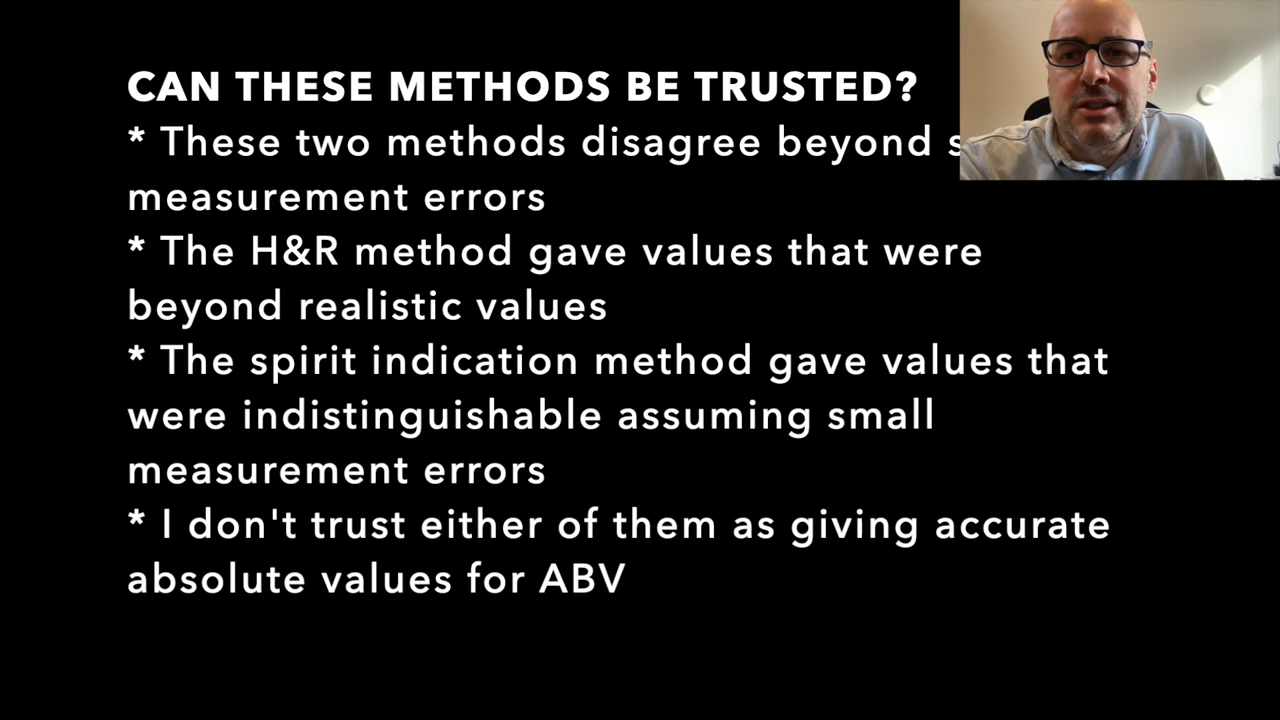 CAN THESE METHODS BE TRUSTED?
* These two methods disagree beyond
measurement errors
* The H&R method gave values that were
beyond realistic values
* The spirit indication method gave values that
were indistinguishable assuming small
measurement errors
* I don't trust either of them as giving accurate
absolute values for ABV